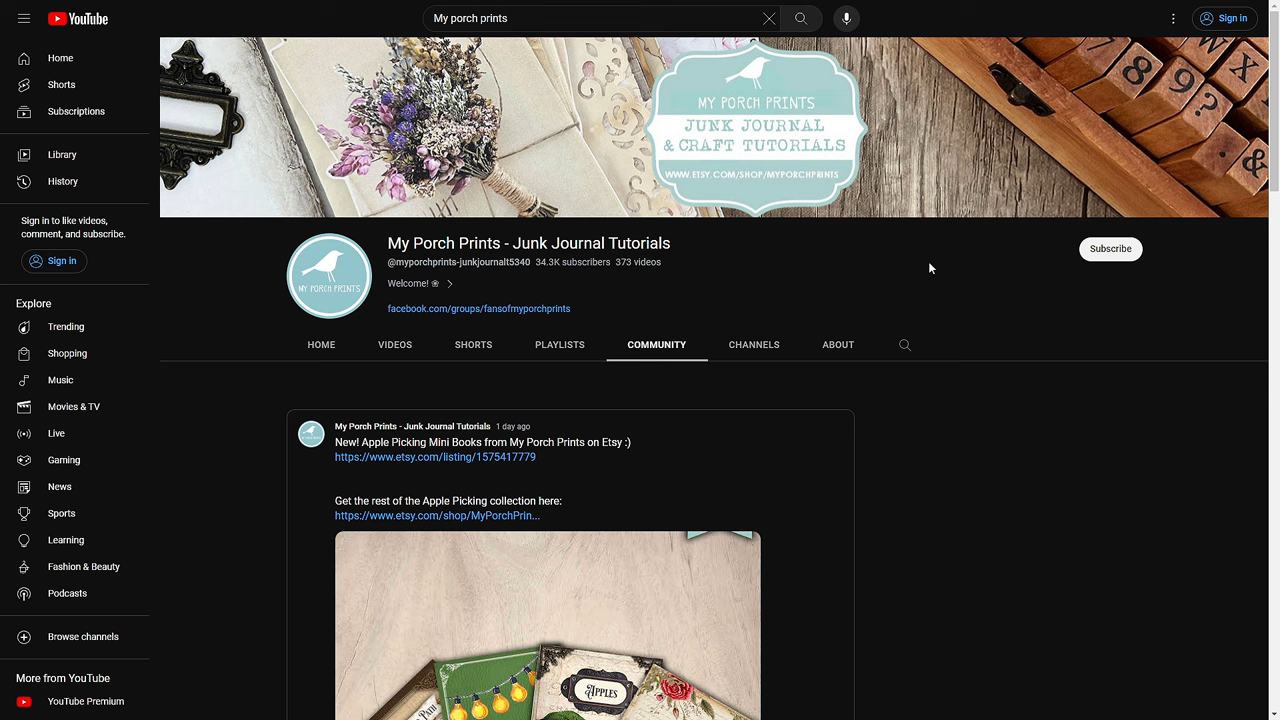 YouTube
My porch prints
Sign in
Home
Shorts
Subscriptions
Library
History
Sign in to like videos,
comment, and subscribe.
Sign in
Explore
Trending
Shopping
Music
Movies & TV
Live
Gaming
News
Sports
Learning
Fashion & Beauty
Podcasts
Browse channels
More from YouTube
YouTube Premium
MY PORCH PRINTS
JUNK JOURNAL
& CRAFT TUTORIALS
WWW.ETSY.COM/SHOP/MYPORCHPRINTS
7 W X
8 9 ?
&
MY PORCH PRINTS
My Porch Prints - Junk Journal Tutorials
@myporchprints-junkjournalt5340 34.3K subscribers 373 videos
Welcome! ❀
facebook.com/groups/fansofmyporchprints
Subscribe
HOME VIDEOS SHORTS PLAYLISTS COMMUNITY CHANNELS ABOUT
My Porch Prints - Junk Journal Tutorials 1 day ago
New! Apple Picking Mini Books from My Porch Prints on Etsy :)
https://www.etsy.com/listing/1575417779
Get the rest of the Apple Picking collection here:
https://www.etsy.com/shop/MyPorchPrin...
APPLES